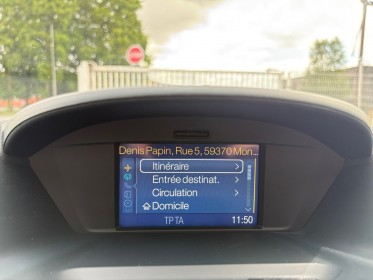 Denis Papin, Rue 5, 59370 Mon...
Itinéraire
Entrée destinat.
Circulation
Domicile
TP TA
11:50